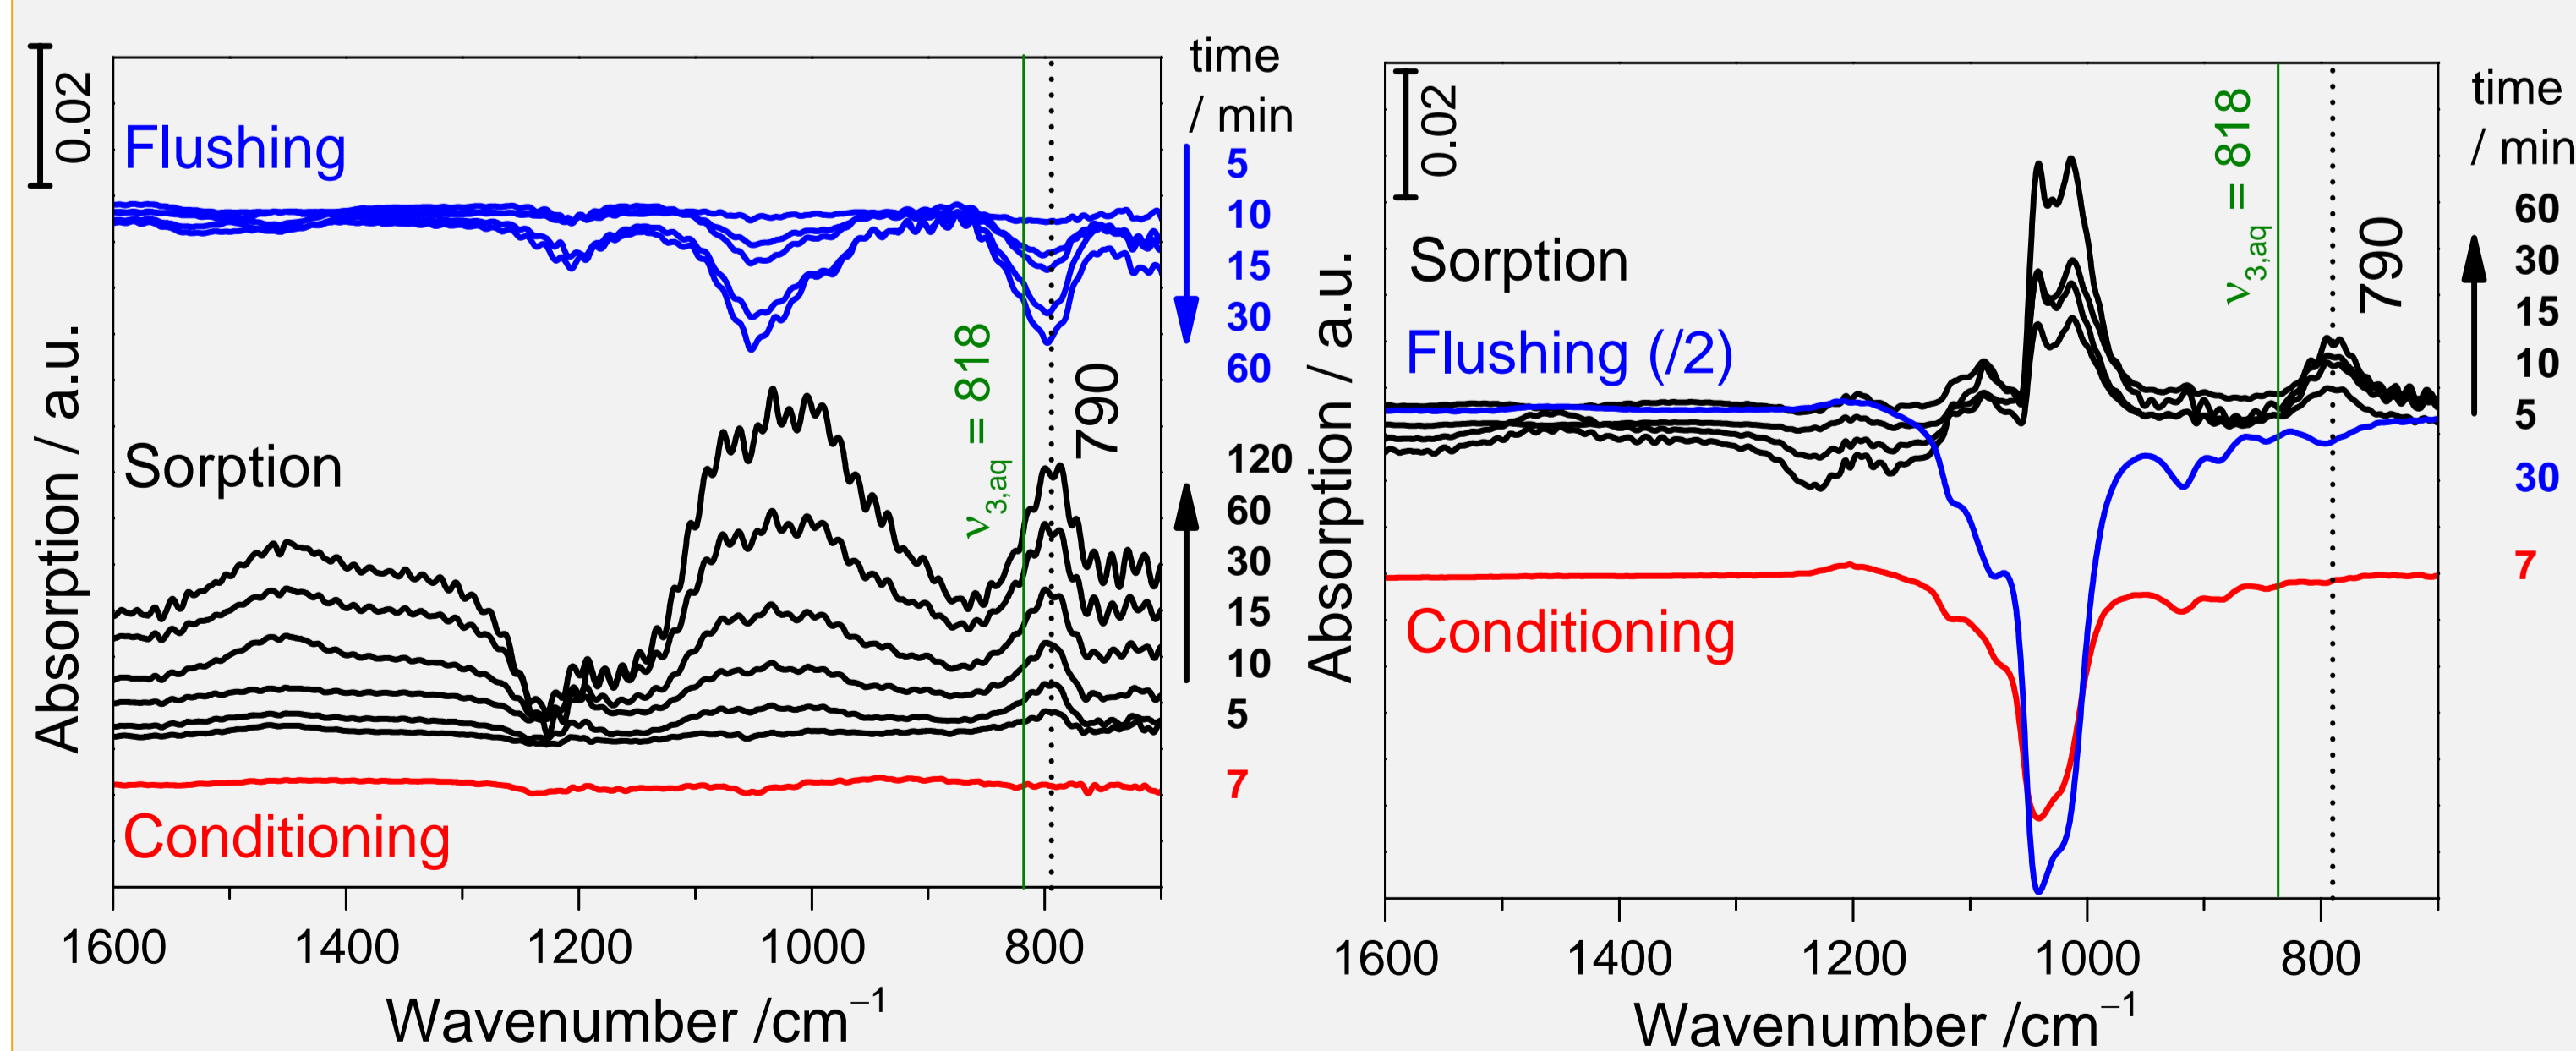 0.02
Flushing
Sorption
Conditioning
Absorption / a.u.
ν3,aq = 818
790
time
/ min
5
10
15
30
60
120
60
30
15
10
5
7
1600
1400
1200
1000
800
Wavenumber /cm−1
0.02
Sorption
Flushing (/2)
Conditioning
Absorption / a.u.
ν3,aq = 818
790
time
/ min
60
30
15
10
5
30
7
1600
1400
1200
1000
800
Wavenumber /cm−1